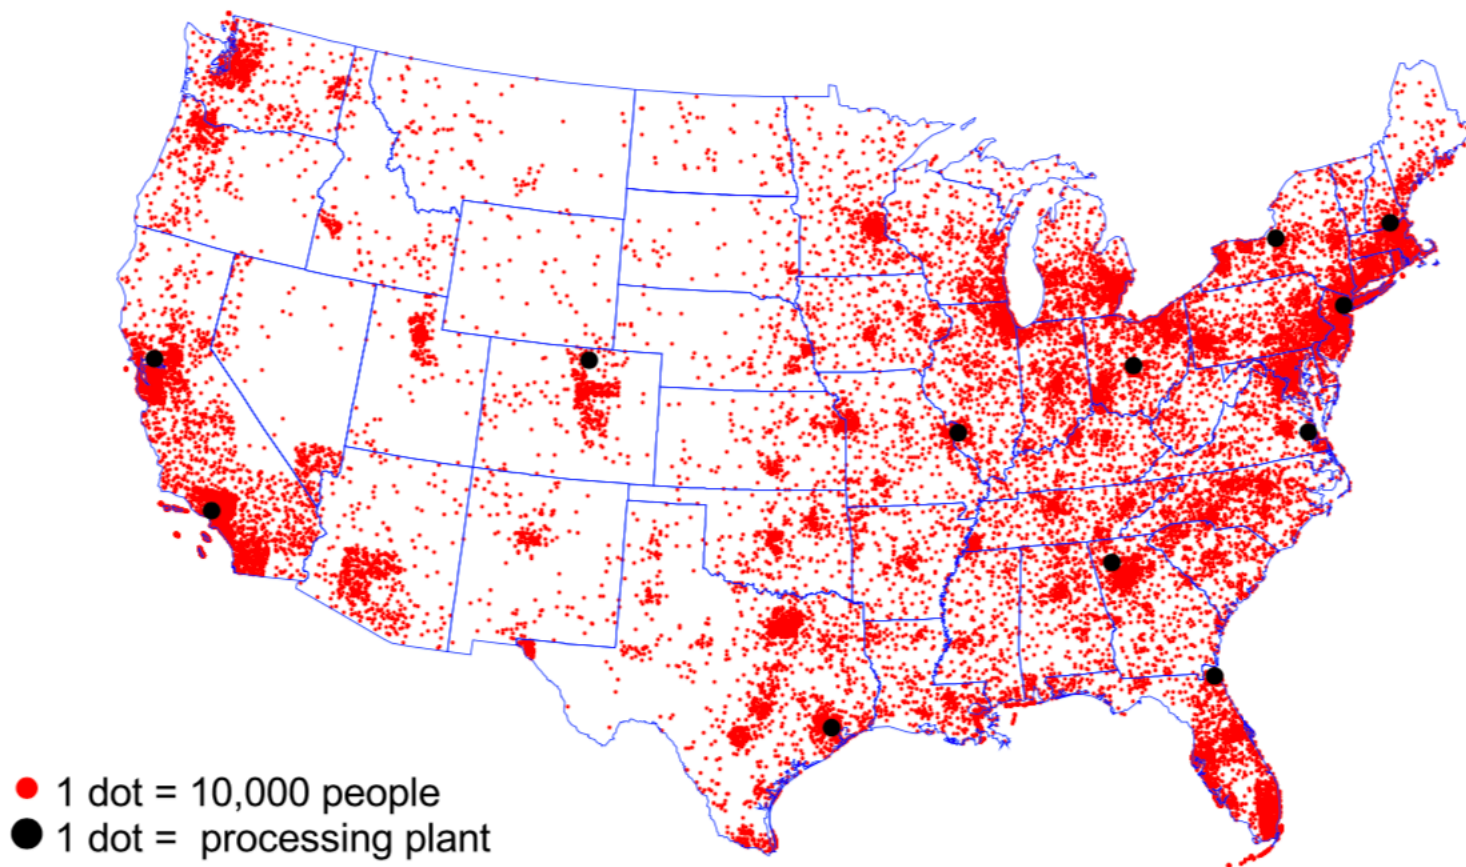 1 dot = 10,000 people
1 dot = processing plant